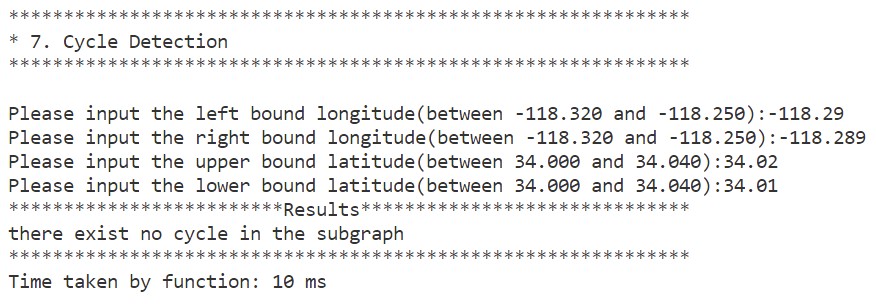 **************************************************************
* 7. Cycle Detection
**************************************************************
Please input the left bound longitude(between -118.320 and -118.250):-118.29
Please input the right bound longitude(between -118.320 and -118.250):-118.289
Please input the upper bound latitude(between 34.000 and 34.040):34.02
Please input the lower bound latitude(between 34.000 and 34.040):34.01
*************************Results******************************
there exist no cycle in the subgraph
**************************************************************
Time taken by function: 10 ms